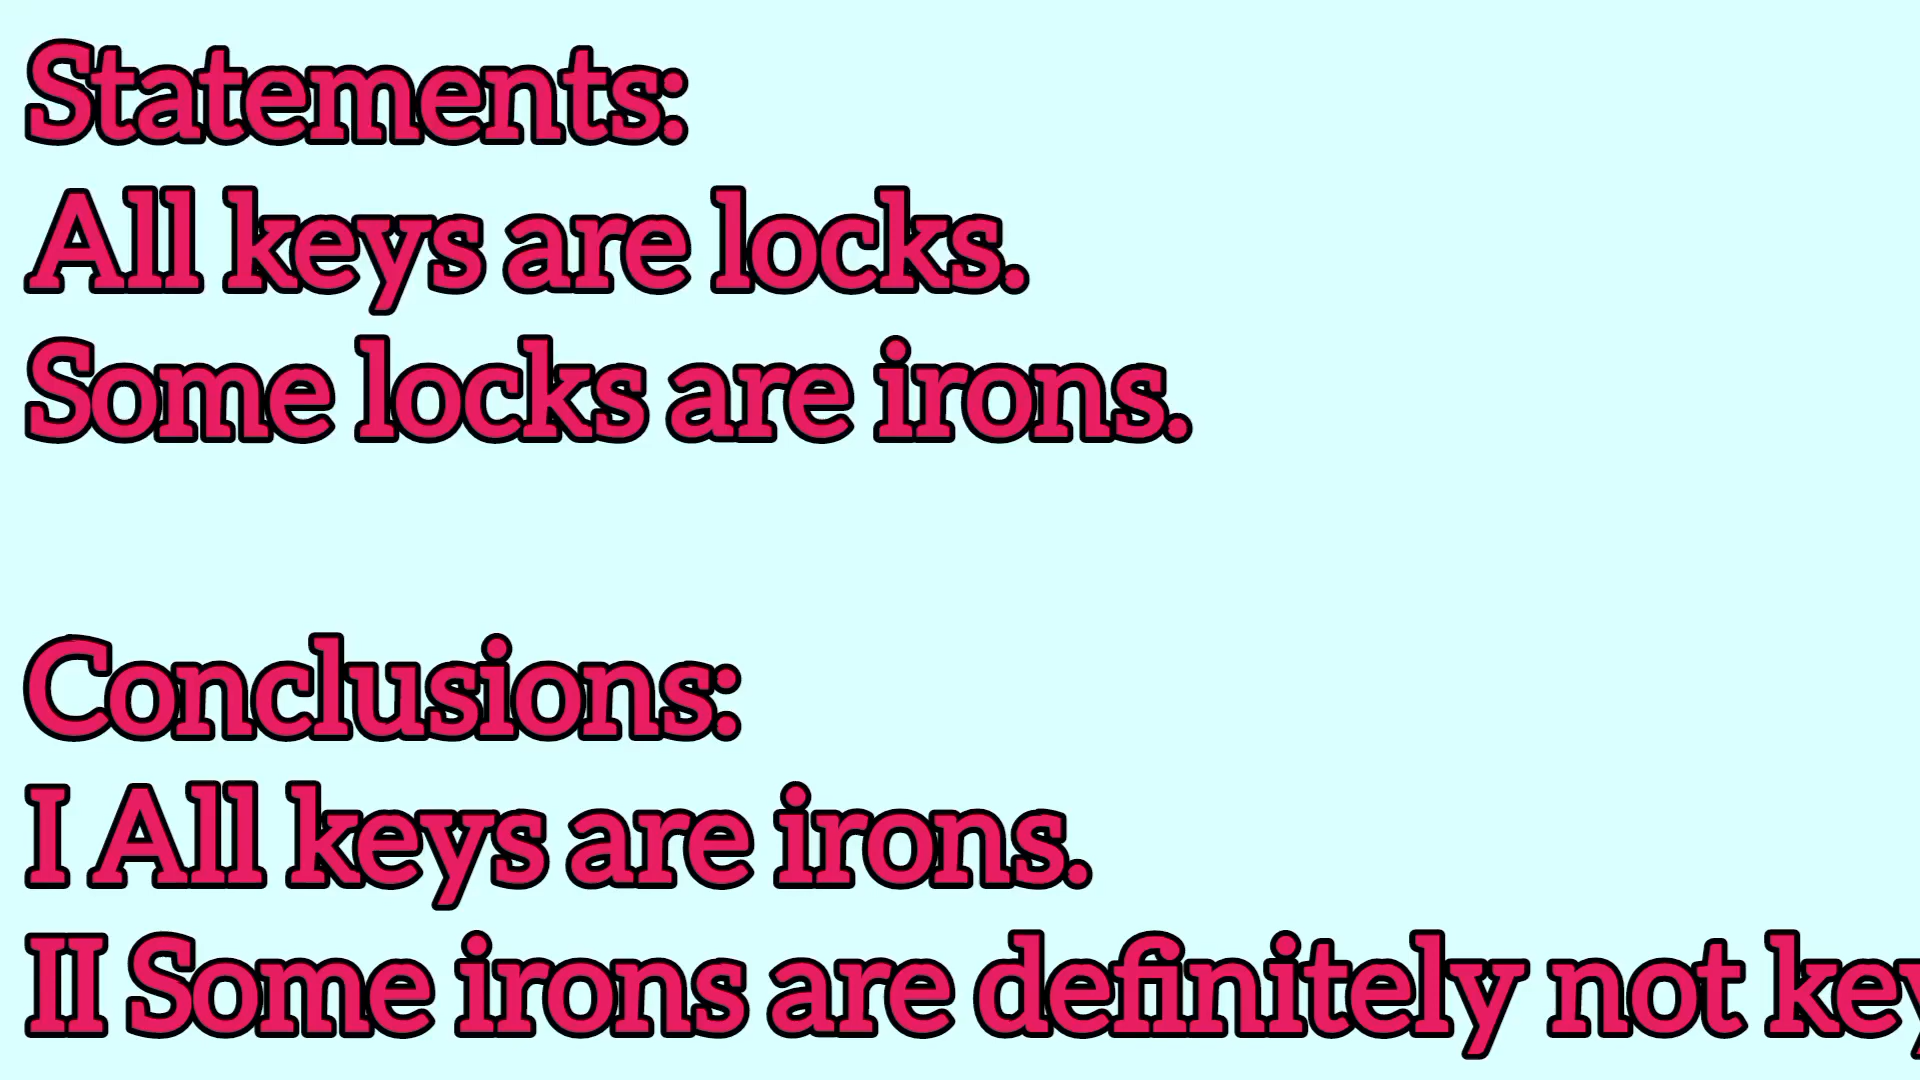 Statements:
All keys are locks.
Some locks are irons.
Conclusions:
I All keys are irons.
II Some irons are definitely not